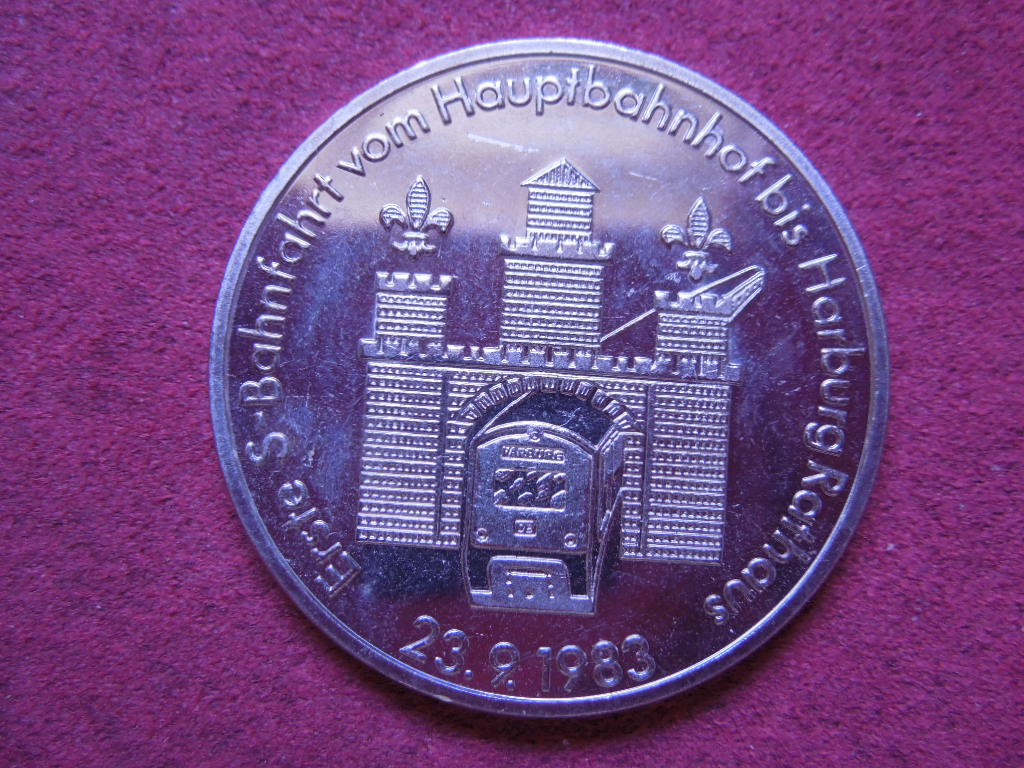 Erste S-Bahnfahrt vom Hauptbahnhof bis Harburg Rathaus
HARBURG
23.9.1983